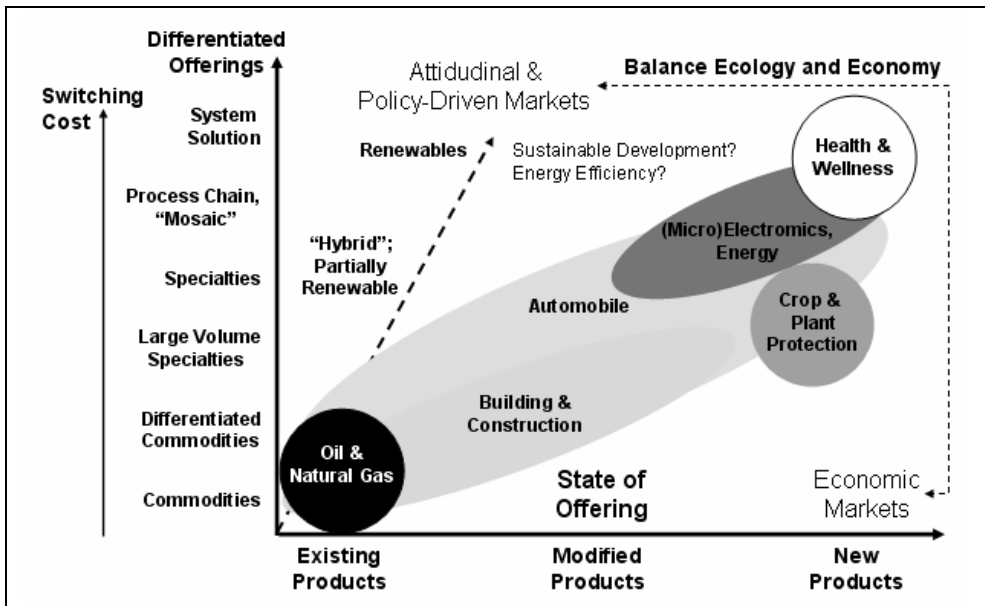 Differentiated
Offerings
Switching
Cost
System
Solution
Process Chain,
“Mosaic”
Specialties
Large Volume
Specialties
Differentiated
Commodities
Commodities
Attidudinal &
Policy-Driven Markets
Balance Ecology and Economy
Renewables
Sustainable Development?
Energy Efficiency?
“Hybrid”;
Partially
Renewable
Health &
Wellness
(Micro)Electromics,
Energy
Automobile
Crop &
Plant
Protection
Building &
Construction
Oil &
Natural Gas
State of
Offering
Economic
Markets
Existing
Products
Modified
Products
New
Products